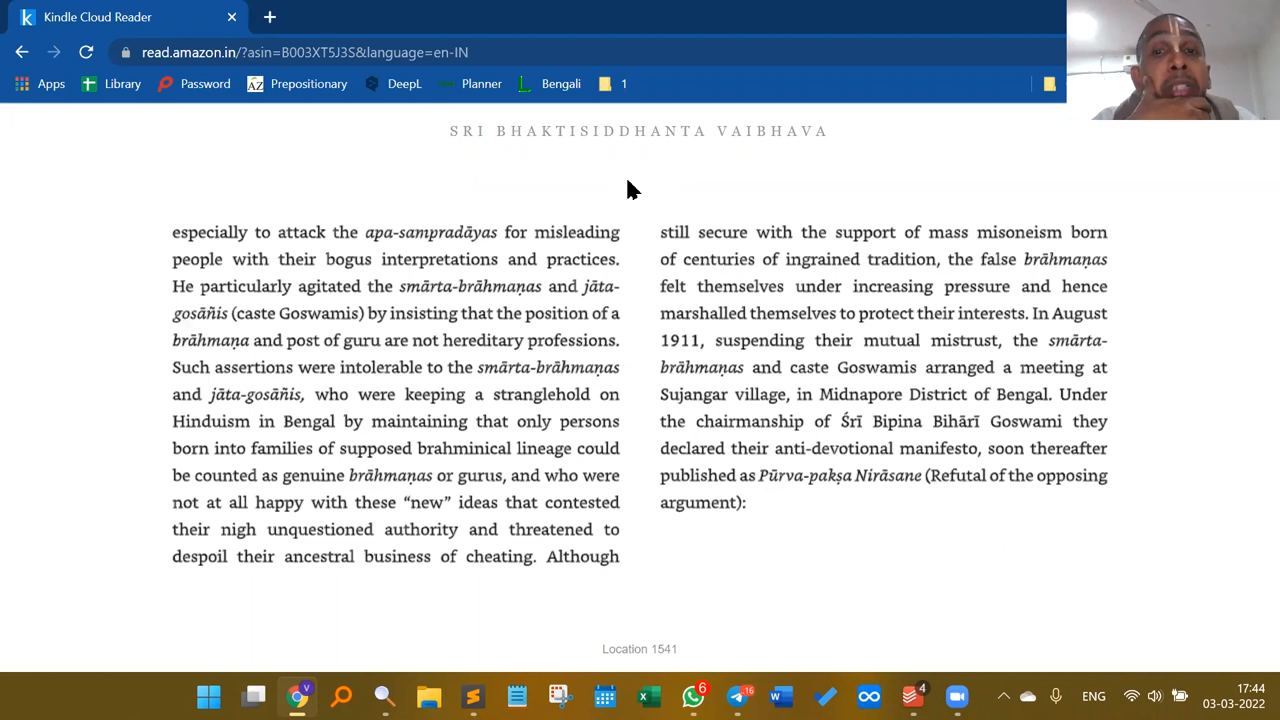 Kindle Cloud Reader
read.amazon.in/?asin=B003XT5J3S&language=en-IN
Apps Library Password Prepositionary DeepL Planner Bengali 1
SRI BHAKTISIDDHANTA VAIBHAVA
especially to attack the apa-sampradāyas for misleading
people with their bogus interpretations and practices.
He particularly agitated the smārta-brāhmaṇas and jāta-
gosāñis (caste Goswamis) by insisting that the position of a
brāhmaṇa and post of guru are not hereditary professions.
Such assertions were intolerable to the smārta-brāhmaṇas
and jāta-gosāñis, who were keeping a stranglehold on
Hinduism in Bengal by maintaining that only persons
born into families of supposed brahminical lineage could
be counted as genuine brāhmaṇas or gurus, and who were
not at all happy with these “new” ideas that contested
their nigh unquestioned authority and threatened to
despoil their ancestral business of cheating. Although
still secure with the support of mass misoneism born
of centuries of ingrained tradition, the false brāhmaṇas
felt themselves under increasing pressure and hence
marshalled themselves to protect their interests. In August
1911, suspending their mutual mistrust, the smārta-
brāhmaṇas and caste Goswamis arranged a meeting at
Sujangar village, in Midnapore District of Bengal. Under
the chairmanship of Śrī Bipina Bihārī Goswami they
declared their anti-devotional manifesto, soon thereafter
published as Pūrva-pakṣa Nirāsane (Refutal of the opposing
argument):
Location 1541
6 .16 4 ENG 17:44
03-03-2022